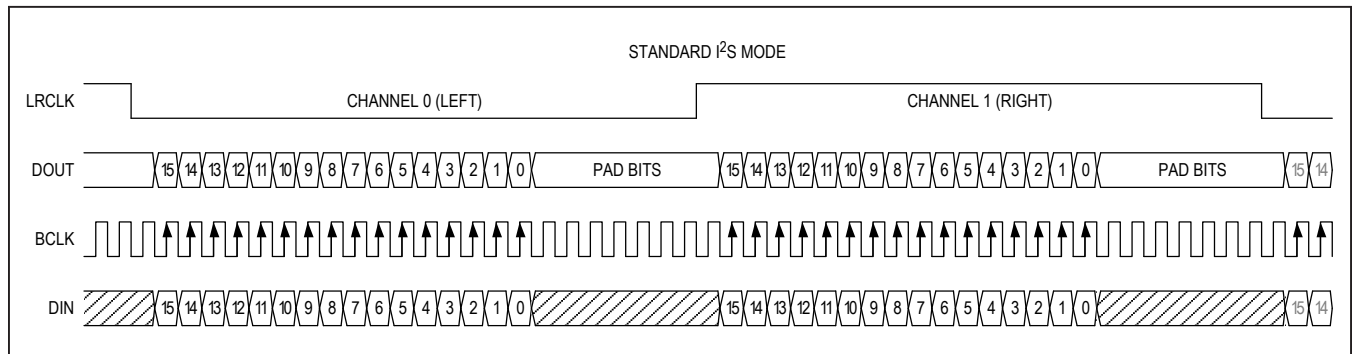 STANDARD I²S MODE
LRCLK CHANNEL 0 (LEFT) CHANNEL 1 (RIGHT)
DOUT 15 14 13 12 11 10 9 8 7 6 5 4 3 2 1 0 PAD BITS 15 14 13 12 11 10 9 8 7 6 5 4 3 2 1 0 PAD BITS 15 14
BCLK
DIN 15 14 13 12 11 10 9 8 7 6 5 4 3 2 1 0 15 14 13 12 11 10 9 8 7 6 5 4 3 2 1 0 15 14